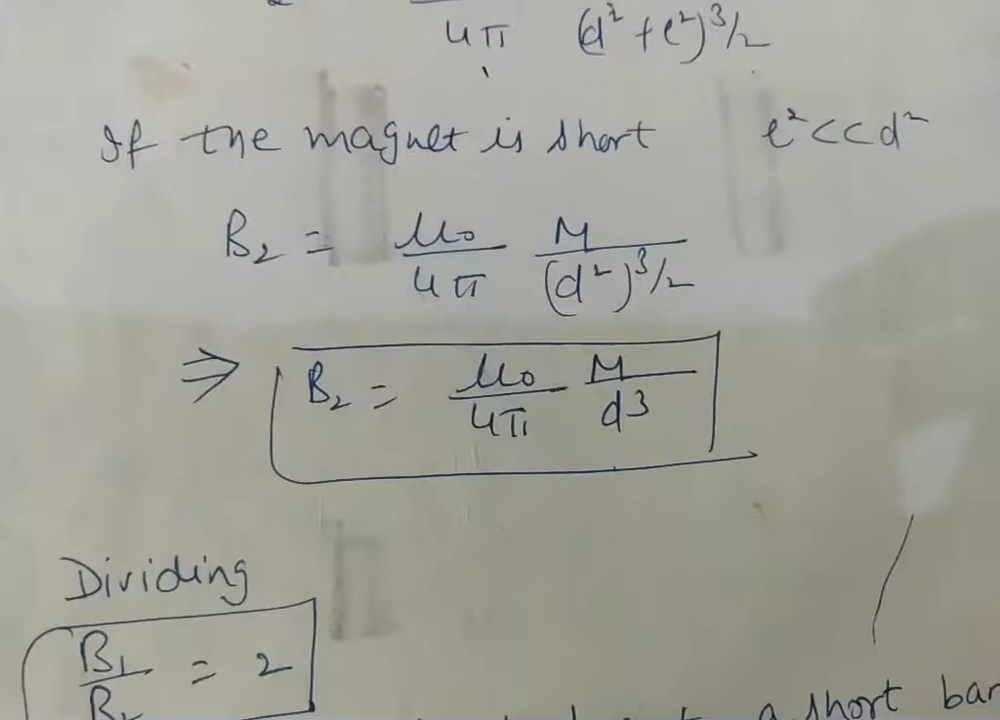 4π (d² + l²)^3/2
If the magnet is short l² << d²
B₂ = μ₀/4π M/(d²)^3/2
⇒ B₂ = μ₀/4π M/d³
Dividing
B₁/B₂ = 2
a short bar